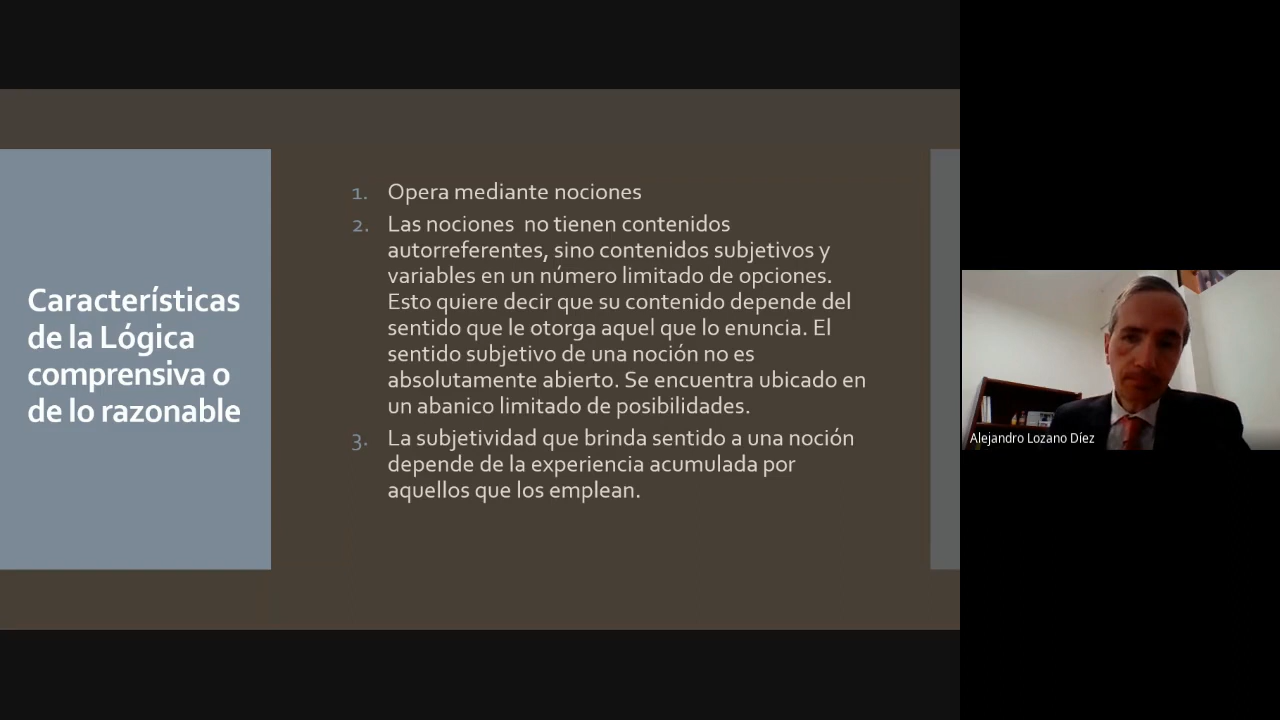 Características
de la Lógica
comprensiva o
de lo razonable
1. Opera mediante nociones
2. Las nociones no tienen contenidos
autorreferentes, sino contenidos subjetivos y
variables en un número limitado de opciones.
Esto quiere decir que su contenido depende del
sentido que le otorga aquel que lo enuncia. El
sentido subjetivo de una noción no es
absolutamente abierto. Se encuentra ubicado en
un abanico limitado de posibilidades.
3. La subjetividad que brinda sentido a una noción
depende de la experiencia acumulada por
aquellos que los emplean.
Alejandro Lozano Díez